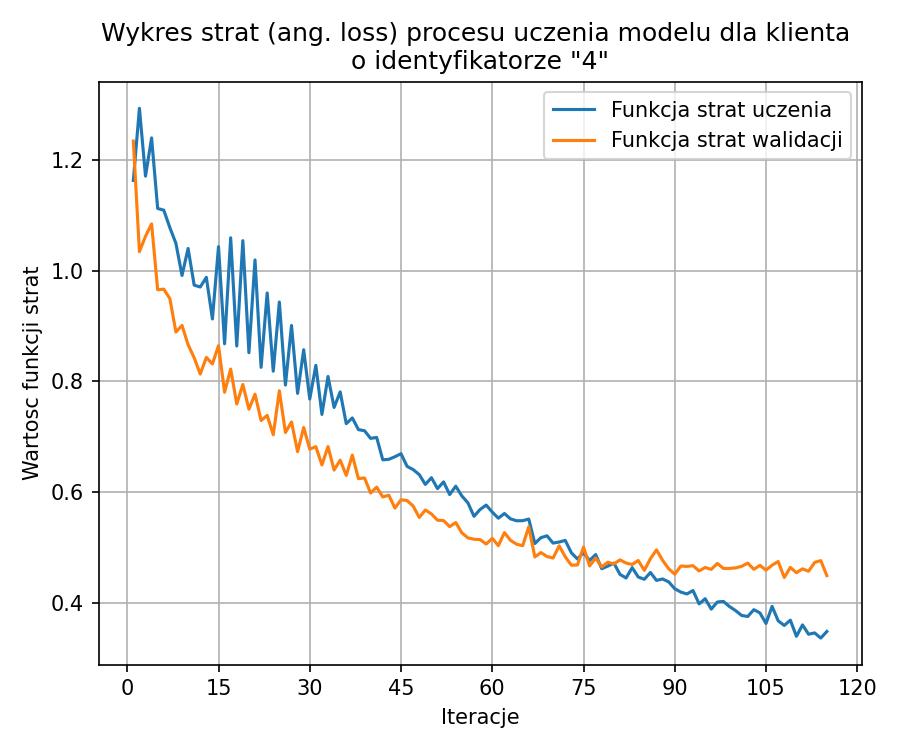 Wykres strat (ang. loss) procesu uczenia modelu dla klienta
o identyfikatorze "4"
Funkcja strat uczenia
Funkcja strat walidacji
1.2
1.0
0.8
0.6
0.4
Wartosc funkcji strat
0 15 30 45 60 75 90 105 120
Iteracje